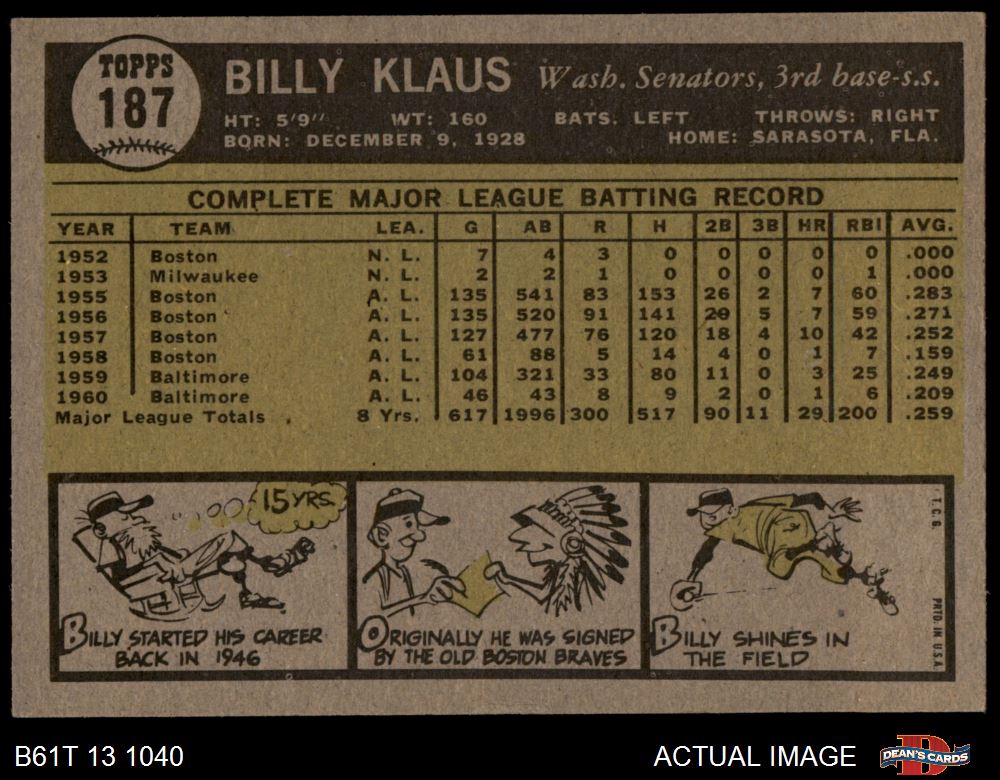 TOPPS
187
BILLY KLAUS Wash. Senators, 3rd base-s.s.
HT: 5'9" WT: 160 BATS. LEFT THROWS: RIGHT
BORN: DECEMBER 9, 1928 HOME: SARASOTA, FLA.
COMPLETE MAJOR LEAGUE BATTING RECORD
YEAR TEAM LEA. G AB R H 2B 3B HR RBI AVG.
1952 Boston N. L. 7 4 3 0 0 0 0 0 .000
1953 Milwaukee N. L. 2 2 1 0 0 0 0 1 .000
1955 Boston A. L. 135 541 83 153 26 2 7 60 .283
1956 Boston A. L. 135 520 91 141 29 5 7 59 .271
1957 Boston A. L. 127 477 76 120 18 4 10 42 .252
1958 Boston A. L. 61 88 5 14 4 0 1 7 .159
1959 Baltimore A. L. 104 321 33 80 11 0 3 25 .249
1960 Baltimore A. L. 46 43 8 9 2 0 1 6 .209
Major League Totals 8 Yrs. 617 1996 300 517 90 11 29 200 .259
15 YRS.
BILLY STARTED HIS CAREER
BACK IN 1946
ORIGINALLY HE WAS SIGNED
BY THE OLD BOSTON BRAVES
BILLY SHINES IN
THE FIELD
T. C. G.
PRTD. IN U.S.A.
B61T 13 1040
ACTUAL IMAGE
DEAN'S CARDS